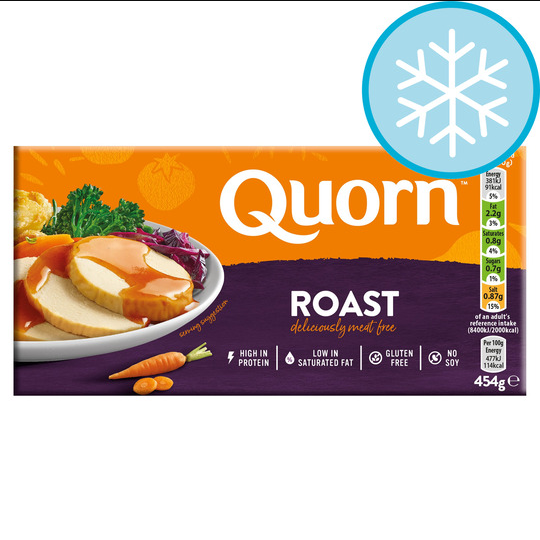 Quorn™
ROAST
deliciously meat free
serving suggestion
HIGH IN
PROTEIN
LOW IN
SATURATED FAT
GLUTEN
FREE
NO
SOY
Energy
381kJ
91kcal
5%
Fat
2.2g
3%
Saturates
0.8g
4%
Sugars
0.7g
1%
Salt
0.87g
15%
of an adult's
reference intake
(8400kJ/2000kcal)
Per 100g
Energy
477kJ
114kcal
454g ℮